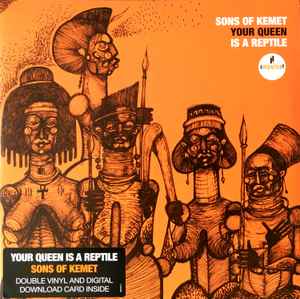 SONS OF KEMET
YOUR QUEEN
IS A REPTILE
impulse!
YOUR QUEEN IS A REPTILE
SONS OF KEMET
DOUBLE VINYL AND DIGITAL
DOWNLOAD CARD INSIDE